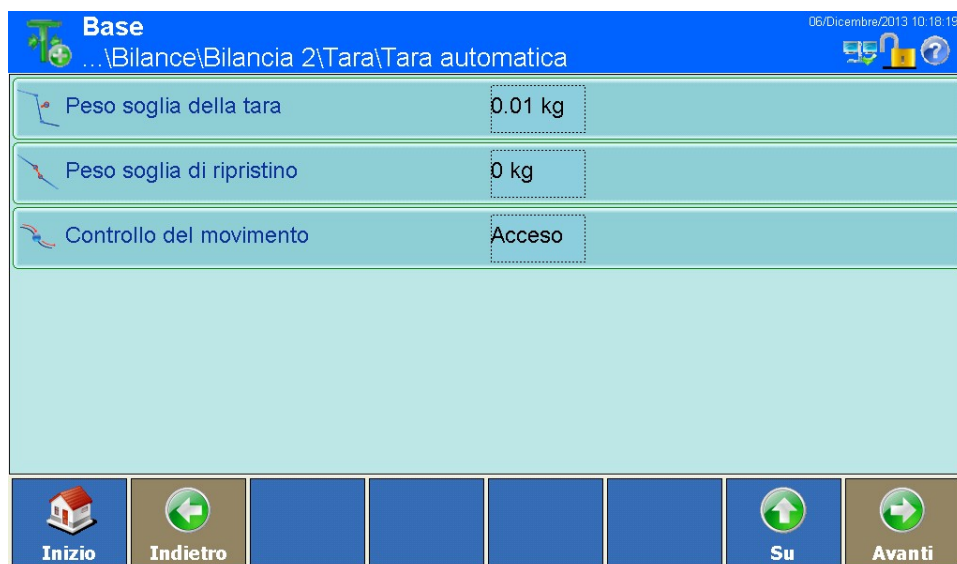 Base
06/Dicembre/2013 10:18:19
...\Bilance\Bilancia 2\Tara\Tara automatica
Peso soglia della tara 0.01 kg
Peso soglia di ripristino 0 kg
Controllo del movimento Acceso
Inizio Indietro Su Avanti